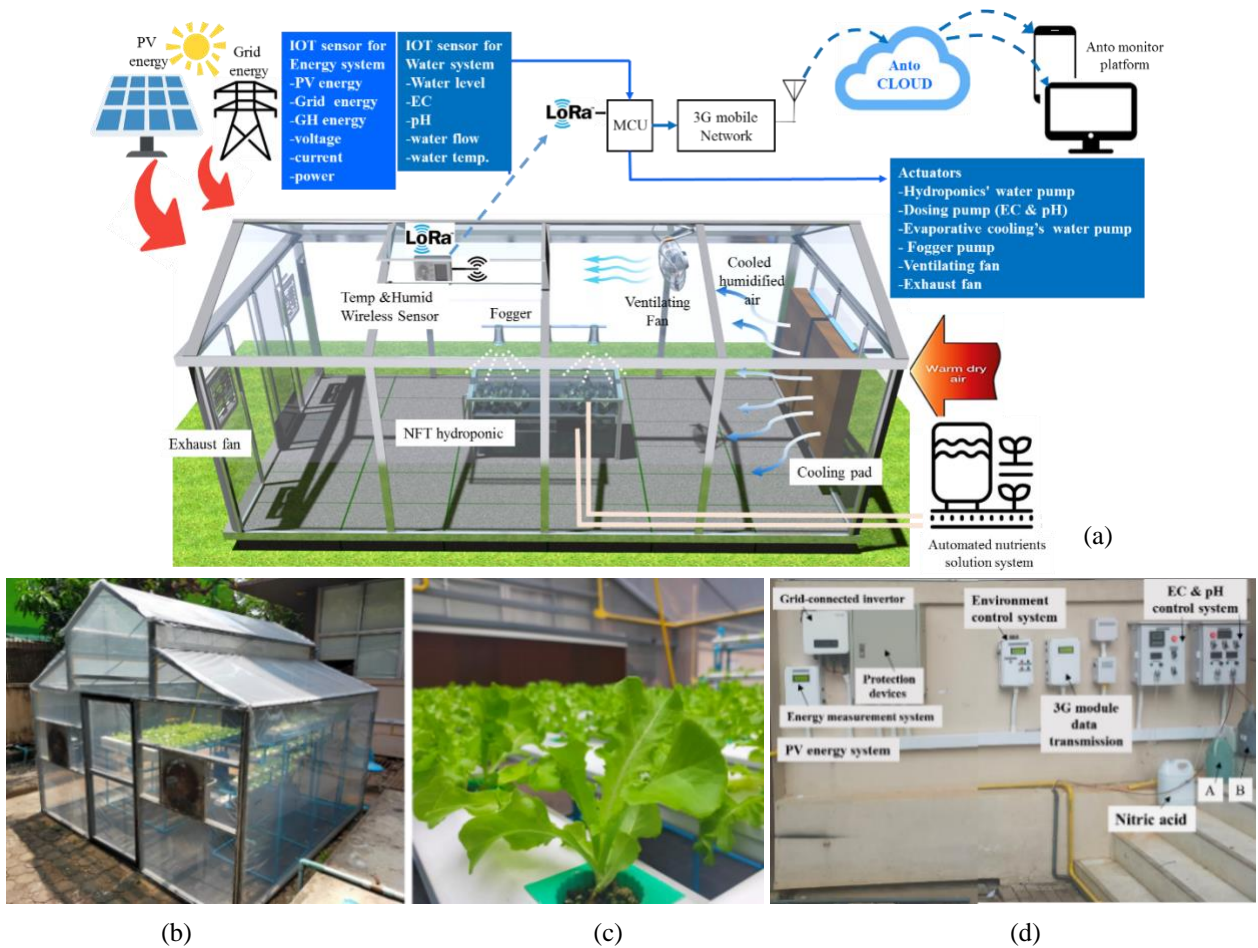 PV
energy
Grid
energy
IOT sensor for
Energy system
-PV energy
-Grid energy
-GH energy
-voltage
-current
-power
IOT sensor for
Water system
-Water level
-EC
-pH
-water flow
-water temp.
LoRa
MCU
3G mobile
Network
Anto
CLOUD
Anto monitor
platform
Actuators
-Hydroponics' water pump
-Dosing pump (EC & pH)
-Evaporative cooling's water pump
- Fogger pump
-Ventilating fan
-Exhaust fan
LoRa
Temp &Humid
Wireless Sensor
Fogger
Ventilating
Fan
Cooled
humidified
air
Warm dry
air
Exhaust fan
NFT hydroponic
Cooling pad
Automated nutrients
solution system
(a)
Grid-connected invertor
Protection
devices
Energy measurement system
PV energy system
Environment
control system
3G module
data
transmission
EC & pH
control system
A
B
Nitric acid
(b)
(c)
(d)